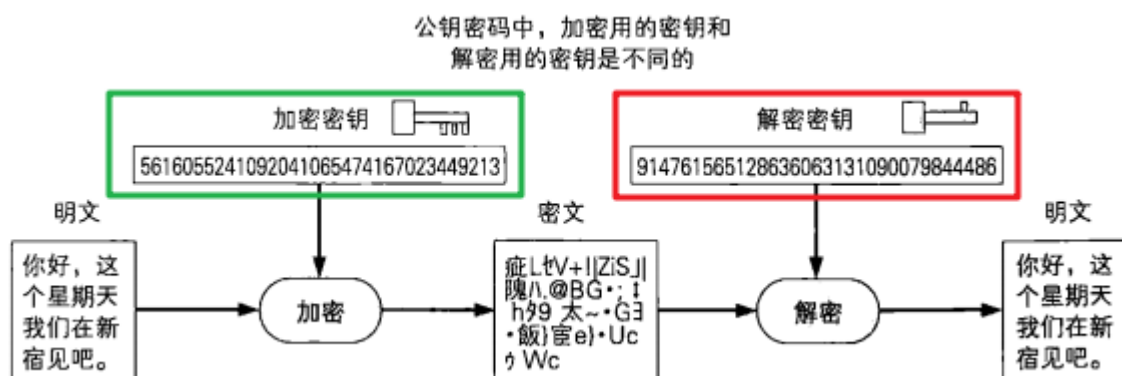 公钥密码中，加密用的密钥和
解密用的密钥是不同的
加密密钥
5616055241092041065474167023449213
解密密钥
914761565128636063131090079844486
明文
密文
明文
你好，这
个星期天
我们在新
宿见吧。
加密
解密
你好，这
个星期天
我们在新
宿见吧。